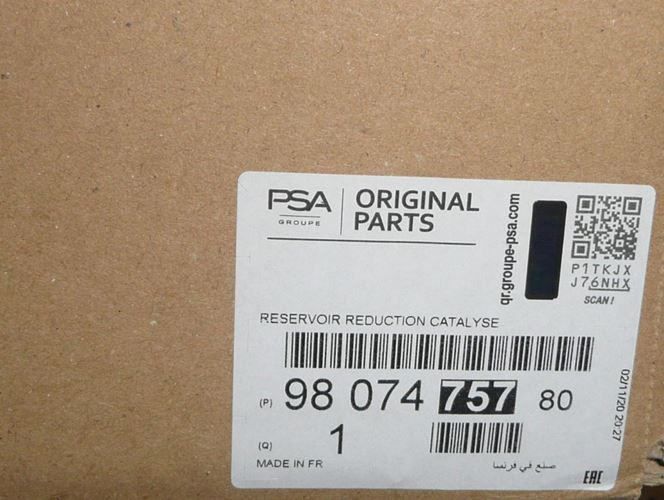 PSA
GROUPE
ORIGINAL
PARTS
qr.groupe-psa.com
P1TKJX
J76NHX
SCAN!
RESERVOIR REDUCTION CATALYSE
(P) 98 074 757 80
(Q) 1
MADE IN FR
صنع في فرنسا
02/11/20 20:27
EAC